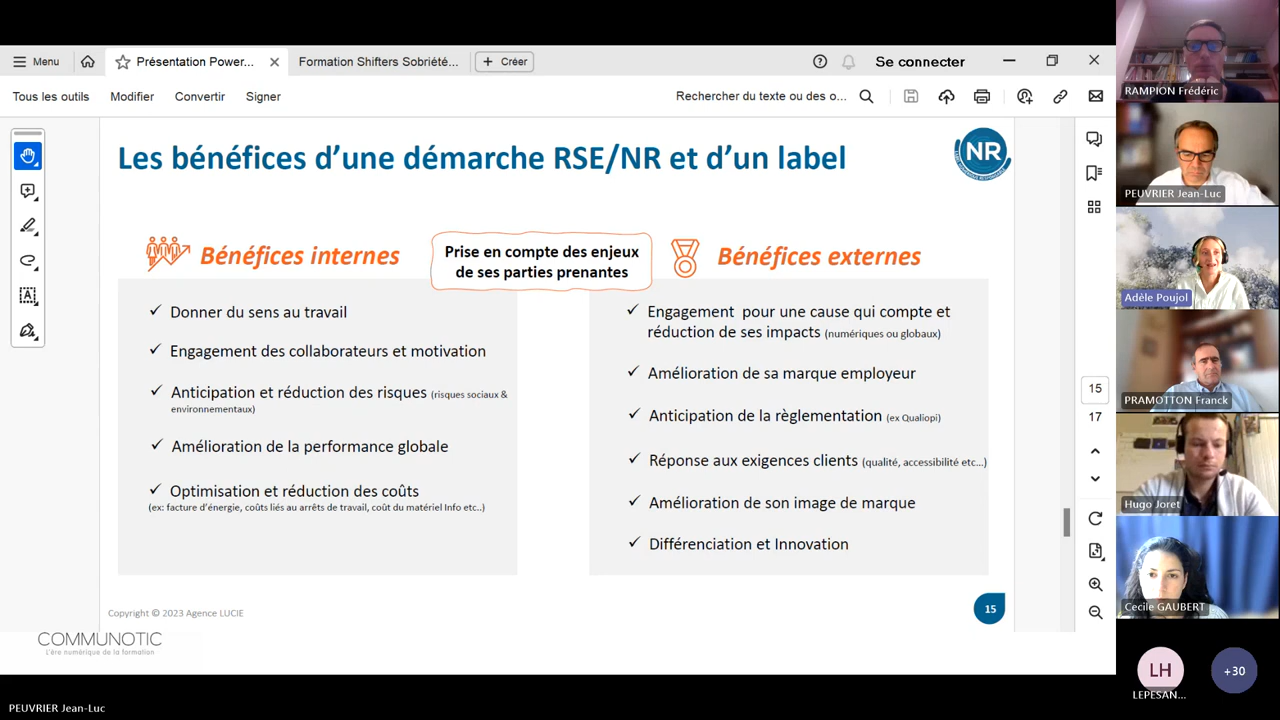 Menu
Présentation Power...
Formation Shifters Sobriété...
Créer
Se connecter
Tous les outils
Modifier
Convertir
Signer
Rechercher du texte ou des o...
Les bénéfices d’une démarche RSE/NR et d’un label
NR
Bénéfices internes
Prise en compte des enjeux
de ses parties prenantes
Bénéfices externes
Donner du sens au travail
Engagement des collaborateurs et motivation
Anticipation et réduction des risques (risques sociaux &
environnementaux)
Amélioration de la performance globale
Optimisation et réduction des coûts
(ex: facture d’énergie, coûts liés au arrêts de travail, coût du matériel Info etc..)
Engagement pour une cause qui compte et
réduction de ses impacts (numériques ou globaux)
Amélioration de sa marque employeur
Anticipation de la règlementation (ex Qualiopi)
Réponse aux exigences clients (qualité, accessibilité etc...)
Amélioration de son image de marque
Différenciation et Innovation
Copyright © 2023 Agence LUCIE
15
COMMUNOTIC
L'ère numérique de la formation
15
17
RAMPION Frédéric
PEUVRIER Jean-Luc
Adèle Poujol
PRAMOTTON Franck
Hugo Joret
Cecile GAUBERT
LH
LEPESAN...
+30
PEUVRIER Jean-Luc